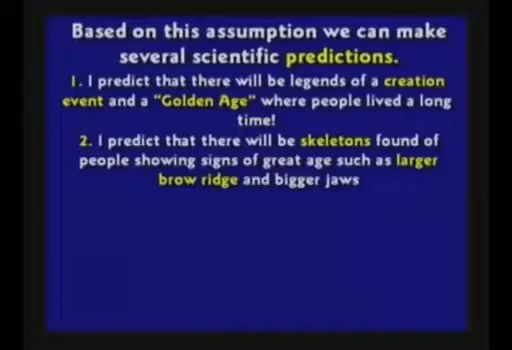 Based on this assumption we can make
several scientific predictions.
1. I predict that there will be legends of a creation
event and a "Golden Age" where people lived a long
time!
2. I predict that there will be skeletons found of
people showing signs of great age such as larger
brow ridge and bigger jaws